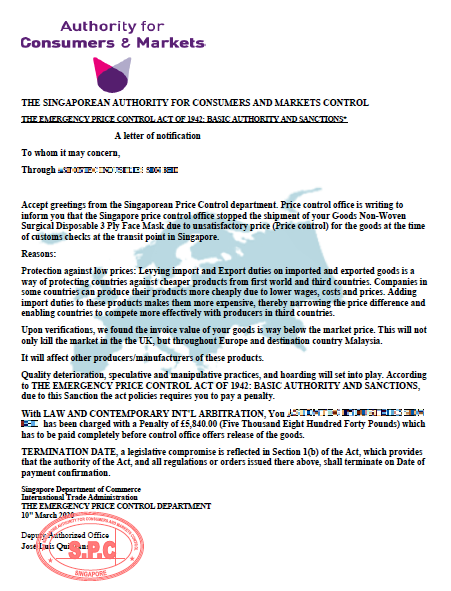 Authority for
Consumers & Markets
THE SINGAPOREAN AUTHORITY FOR CONSUMERS AND MARKETS CONTROL
THE EMERGENCY PRICE CONTROL ACT OF 1942: BASIC AUTHORITY AND SANCTIONS*
A letter of notification
To whom it may concern,
Through
Accept greetings from the Singaporean Price Control department. Price control office is writing to
inform you that the Singapore price control office stopped the shipment of your Goods Non-Woven
Surgical Disposable 3 Ply Face Mask due to unsatisfactory price (Price control) for the goods at the time
of customs checks at the transit point in Singapore.
Reasons:
Protection against low prices: Levying import and Export duties on imported and exported goods is a
way of protecting countries against cheaper products from first world and third countries. Companies in
some countries can produce their products more cheaply due to lower wages, costs and prices. Adding
import duties to these products makes them more expensive, thereby narrowing the price difference and
enabling countries to compete more effectively with producers in third countries.
Upon verifications, we found the invoice value of your goods is way below the market price. This will not
only kill the market in the the UK, but throughout Europe and destination country Malaysia.
It will affect other producers/manufacturers of these products.
Quality deterioration, speculative and manipulative practices, and hoarding will set into play. According
to THE EMERGENCY PRICE CONTROL ACT OF 1942: BASIC AUTHORITY AND SANCTIONS,
due to this Sanction the act policies requires you to pay a penalty.
With LAW AND CONTEMPORARY INT'L ARBITRATION, You
has been charged with a Penalty of £5,840.00 (Five Thousand Eight Hundred Forty Pounds) which
has to be paid completely before control office offers release of the goods.
TERMINATION DATE, a legislative compromise is reflected in Section 1(b) of the Act, which provides
that the authority of the Act, and all regulations or orders issued there above, shall terminate on Date of
payment confirmation.
Singapore Department of Commerce
International Trade Administration
THE EMERGENCY PRICE CONTROL DEPARTMENT
10" March 2020
Deputy Authorized Office
Jose Luis
AUTHORITY FOR CONSUMERS AND MARKETS
S.P.C
SINGAPORE